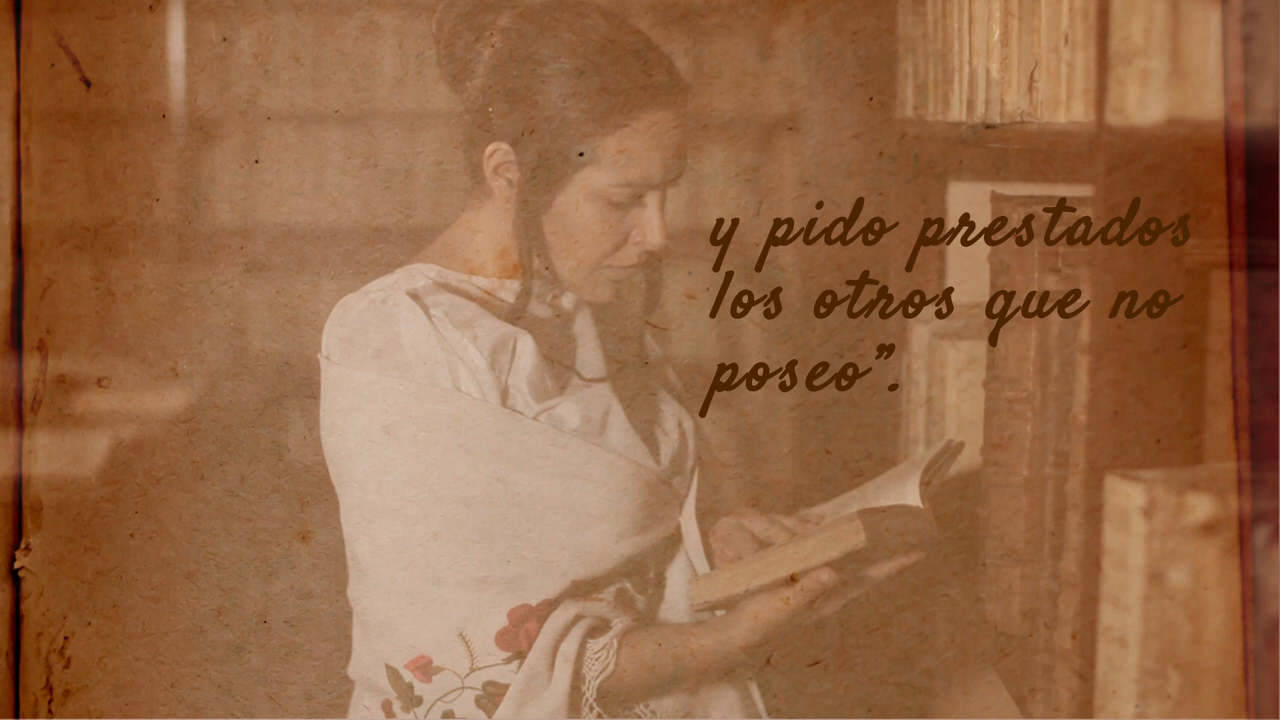 y pido prestados
los otros que no
poseo”.